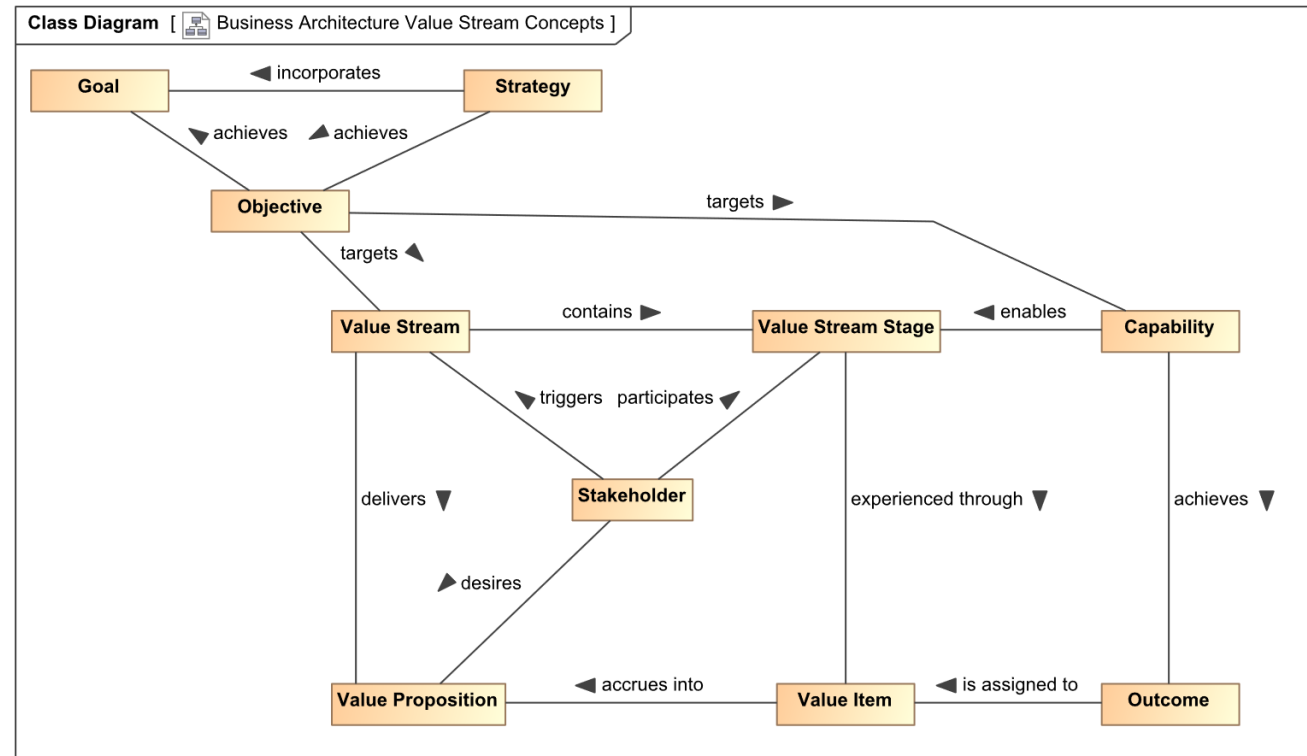 Class Diagram [ Business Architecture Value Stream Concepts ]
incorporates
Goal
Strategy
achieves
achieves
Objective
targets
targets
contains
enables
Value Stream
Value Stream Stage
Capability
triggers
participates
Stakeholder
delivers
experienced through
achieves
desires
accrues into
is assigned to
Value Proposition
Value Item
Outcome